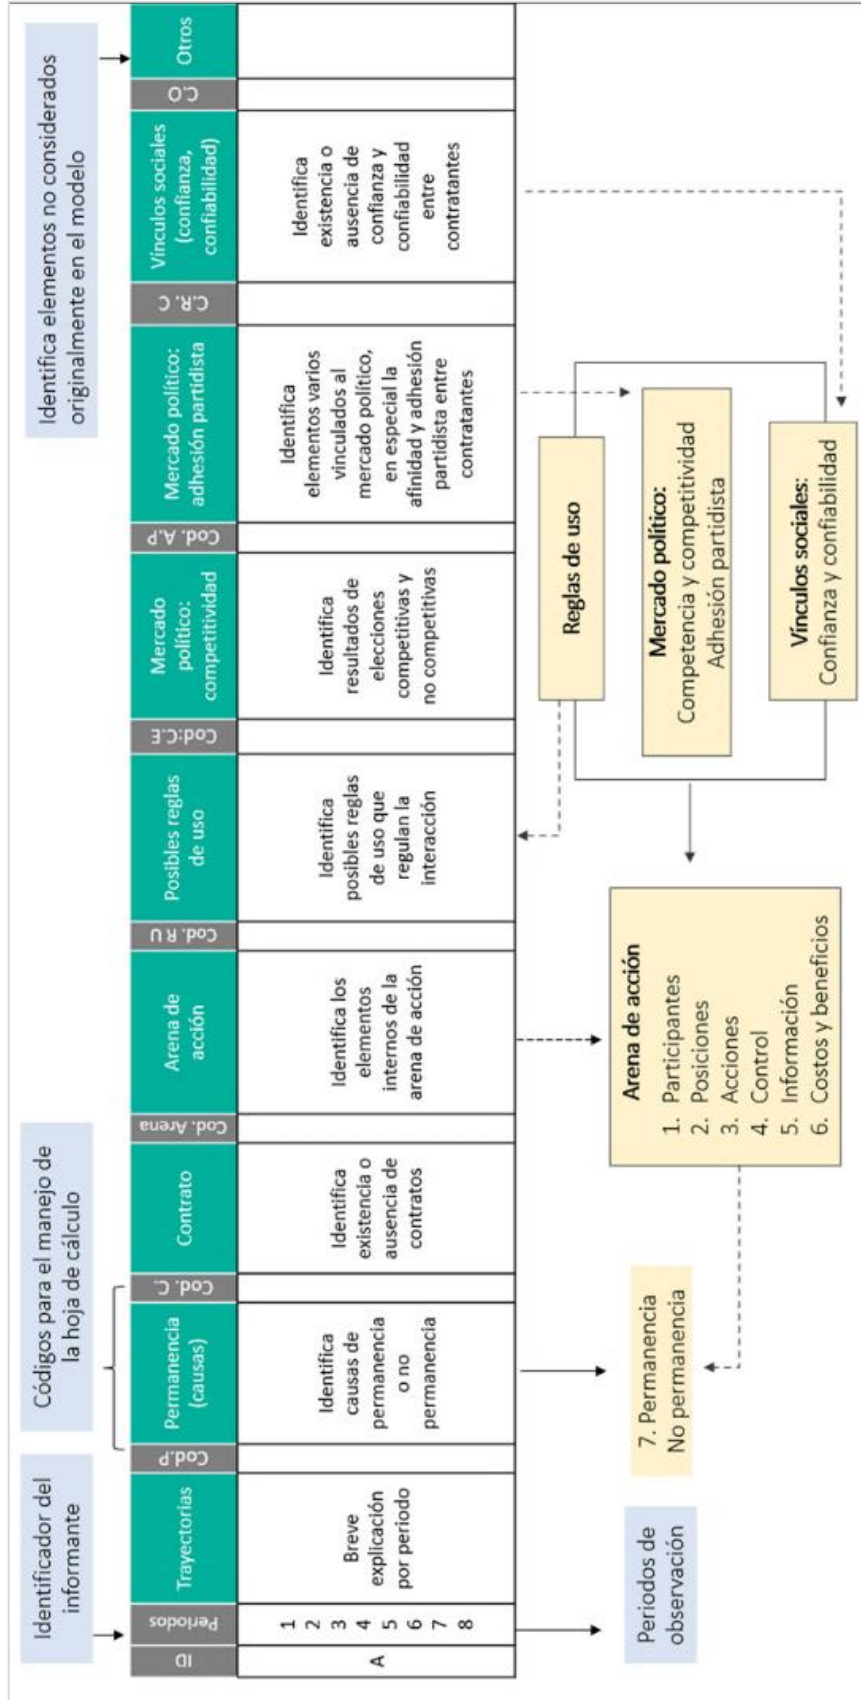 Identificador del
informante
Códigos para el manejo de
la hoja de cálculo
Identifica elementos no considerados
originalmente en el modelo
ID
Periodos
Trayectorias
Cod.P
Permanencia
(causas)
Cod. C.
Contrato
Cod. Arena
Arena de
acción
Cod. R U
Posibles reglas
de uso
Cod:C.E
Mercado
político:
competitividad
Cod. A.P
Mercado político:
adhesión partidista
C.R. C
Vínculos sociales
(confianza,
confiabilidad)
C.O
Otros
A
1
2
3
4
5
6
7
8
Breve
explicación
por periodo
Identifica
causas de
permanencia
o no
permanencia
Identifica
existencia o
ausencia de
contratos
Identifica los
elementos
internos de la
arena de acción
Identifica
posibles reglas
de uso que
regulan la
interacción
Identifica
resultados de
elecciones
competitivas y
no competitivas
Identifica
elementos varios
vinculados al
mercado político,
en especial la
afinidad y adhesión
partidista entre
contratantes
Identifica
existencia o
ausencia de
confianza y
confiabilidad
entre
contratantes
Periodos de
observación
7. Permanencia
No permanencia
Arena de acción
1. Participantes
2. Posiciones
3. Acciones
4. Control
5. Información
6. Costos y beneficios
Reglas de uso
Mercado político:
Competencia y competitividad
Adhesión partidista
Vínculos sociales:
Confianza y confiabilidad